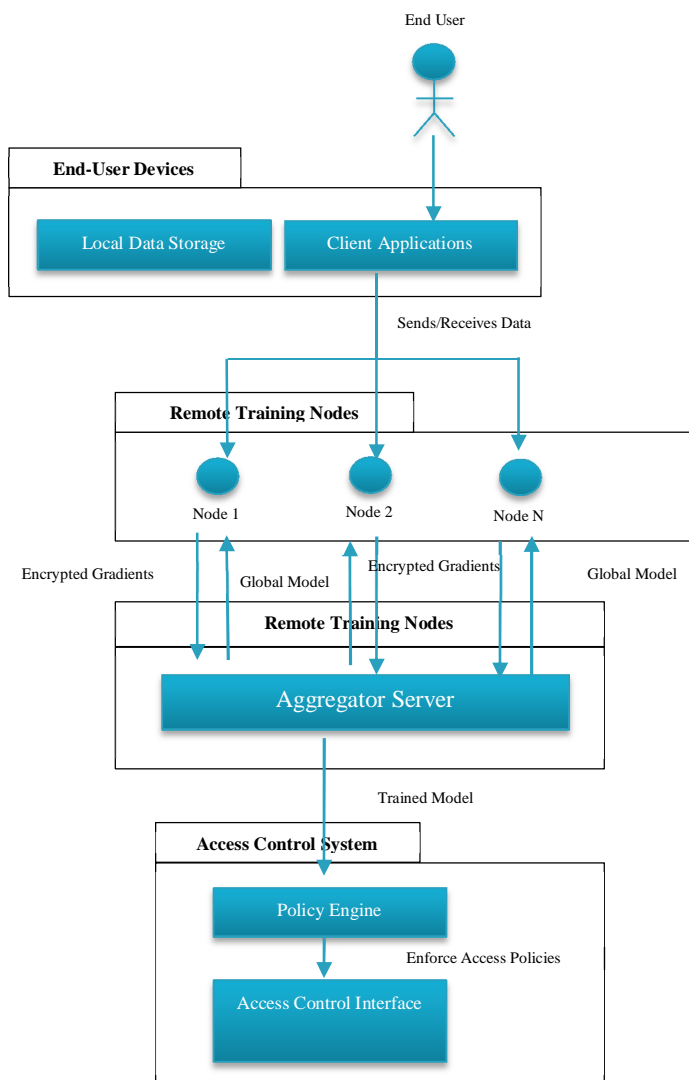 End User
End-User Devices
Local Data Storage
Client Applications
Sends/Receives Data
Remote Training Nodes
Node 1
Node 2
Node N
Encrypted Gradients
Global Model
Encrypted Gradients
Global Model
Remote Training Nodes
Aggregator Server
Trained Model
Access Control System
Policy Engine
Enforce Access Policies
Access Control Interface